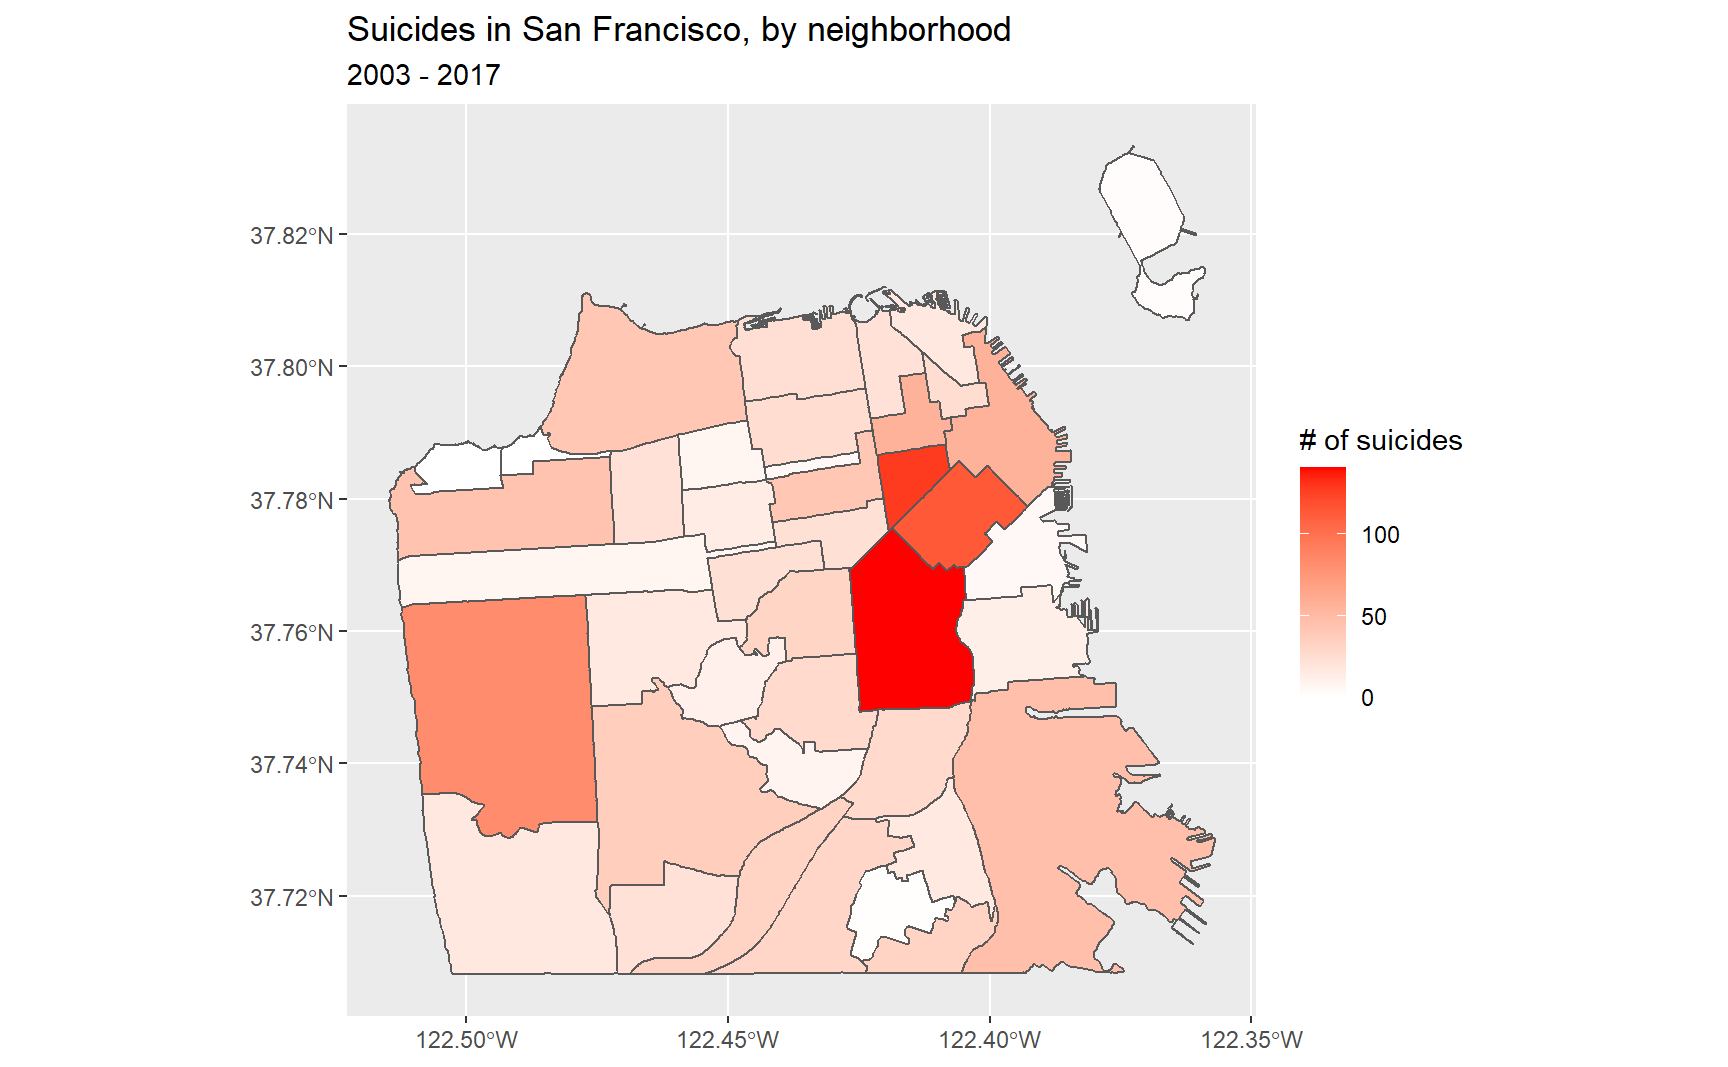 Suicides in San Francisco, by neighborhood
2003 - 2017
37.82°N
37.80°N
37.78°N
37.76°N
37.74°N
37.72°N
122.50°W
122.45°W
122.40°W
122.35°W
# of suicides
100
50
0